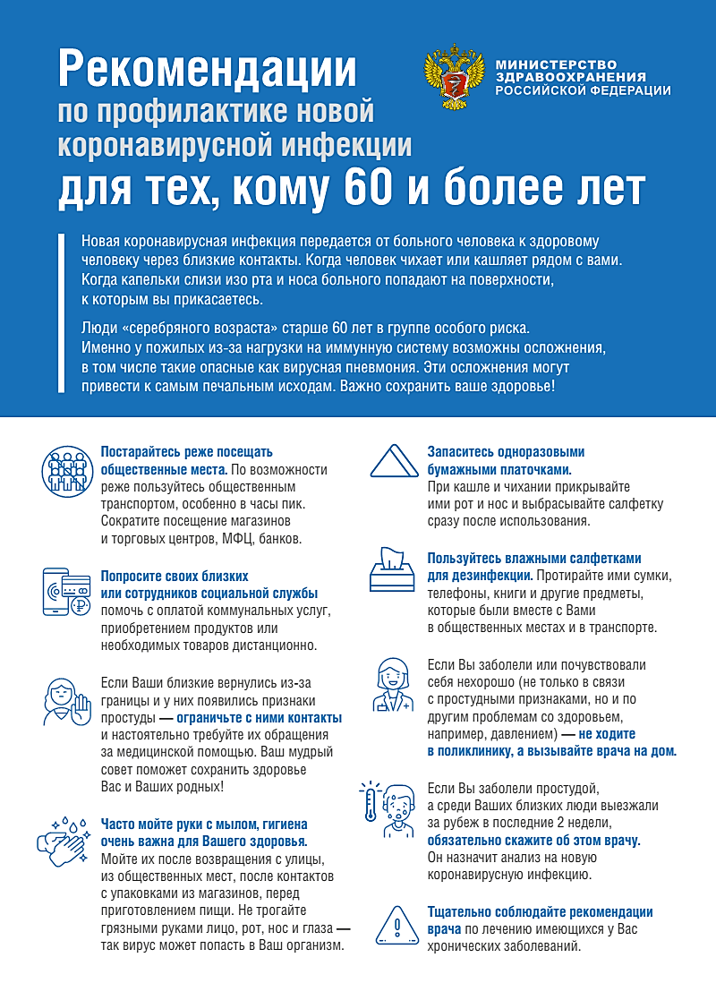 Рекомендации
по профилактике новой
коронавирусной инфекции
для тех, кому 60 и более лет
МИНИСТЕРСТВО
ЗДРАВООХРАНЕНИЯ
РОССИЙСКОЙ ФЕДЕРАЦИИ
Новая коронавирусная инфекция передается от больного человека к здоровому
человеку через близкие контакты. Когда человек чихает или кашляет рядом с вами.
Когда капельки слизи изо рта и носа больного попадают на поверхности,
к которым вы прикасаетесь.
Люди «серебряного возраста» старше 60 лет в группе особого риска.
Именно у пожилых из-за нагрузки на иммунную систему возможны осложнения,
в том числе такие опасные как вирусная пневмония. Эти осложнения могут
привести к самым печальным исходам. Важно сохранить ваше здоровье!
Постарайтесь реже посещать
общественные места. По возможности
реже пользуйтесь общественным
транспортом, особенно в часы пик.
Сократите посещение магазинов
и торговых центров, МФЦ, банков.
Попросите своих близких
или сотрудников социальной службы
помочь с оплатой коммунальных услуг,
приобретением продуктов или
необходимых товаров дистанционно.
Если Ваши близкие вернулись из-за
границы и у них появились признаки
простуды — ограничьте с ними контакты
и настоятельно требуйте их обращения
за медицинской помощью. Ваш мудрый
совет поможет сохранить здоровье
Вас и Ваших родных!
Часто мойте руки с мылом, гигиена
очень важна для Вашего здоровья.
Мойте их после возвращения с улицы,
из общественных мест, после контактов
с упаковками из магазинов, перед
приготовлением пищи. Не трогайте
грязными руками лицо, рот, нос и глаза —
так вирус может попасть в Ваш организм.
Запаситесь одноразовыми
бумажными платочками.
При кашле и чихании прикрывайте
ими рот и нос и выбрасывайте салфетку
сразу после использования.
Пользуйтесь влажными салфетками
для дезинфекции. Протирайте ими сумки,
телефоны, книги и другие предметы,
которые были вместе с Вами
в общественных местах и в транспорте.
Если Вы заболели или почувствовали
себя нехорошо (не только в связи
с простудными признаками, но и по
другим проблемам со здоровьем,
например, давлением) — не ходите
в поликлинику, а вызывайте врача на дом.
Если Вы заболели простудой,
а среди Ваших близких люди выезжали
за рубеж в последние 2 недели,
обязательно скажите об этом врачу.
Он назначит анализ на новую
коронавирусную инфекцию.
Тщательно соблюдайте рекомендации
врача по лечению имеющихся у Вас
хронических заболеваний.